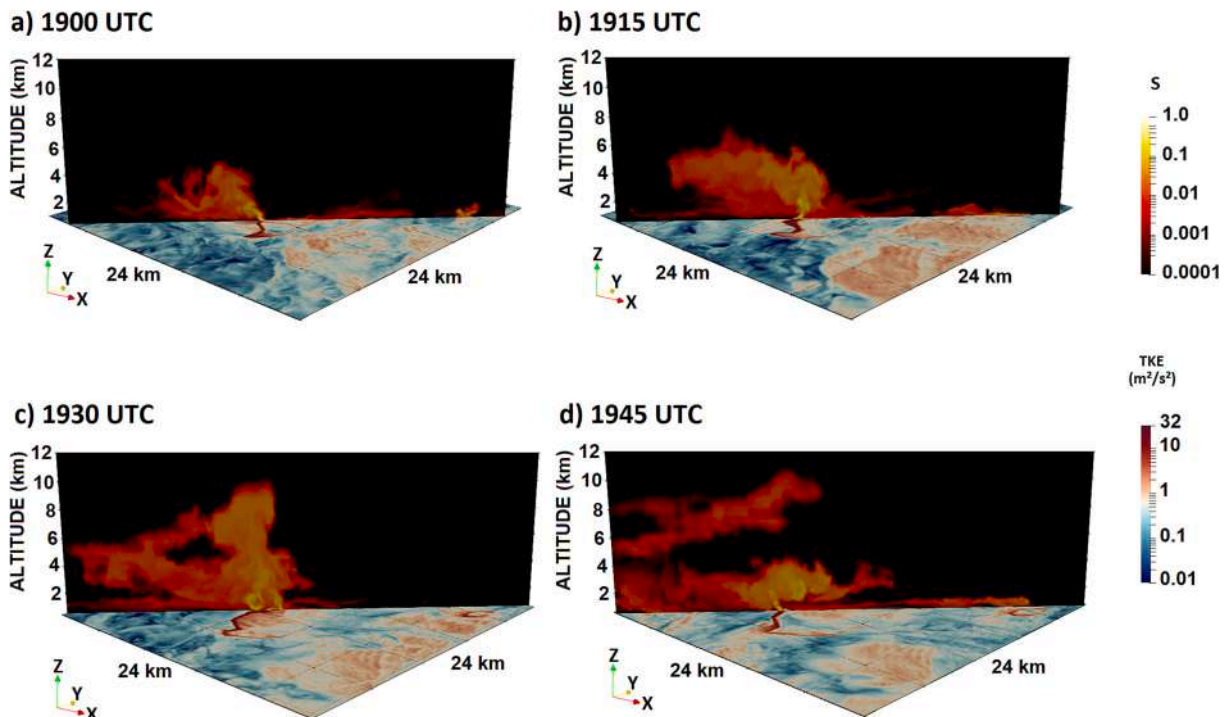 a) 1900 UTC
b) 1915 UTC
ALTITUDE (km)
12
10
8
6
4
2
Z
Y
X
24 km
24 km
ALTITUDE (km)
12
10
8
6
4
2
Z
Y
X
24 km
24 km
S
1.0
0.1
0.01
0.001
0.0001
c) 1930 UTC
d) 1945 UTC
ALTITUDE (km)
12
10
8
6
4
2
Z
Y
X
24 km
24 km
ALTITUDE (km)
12
10
8
6
4
2
Z
Y
X
24 km
24 km
TKE
(m²/s²)
32
10
1
0.1
0.01